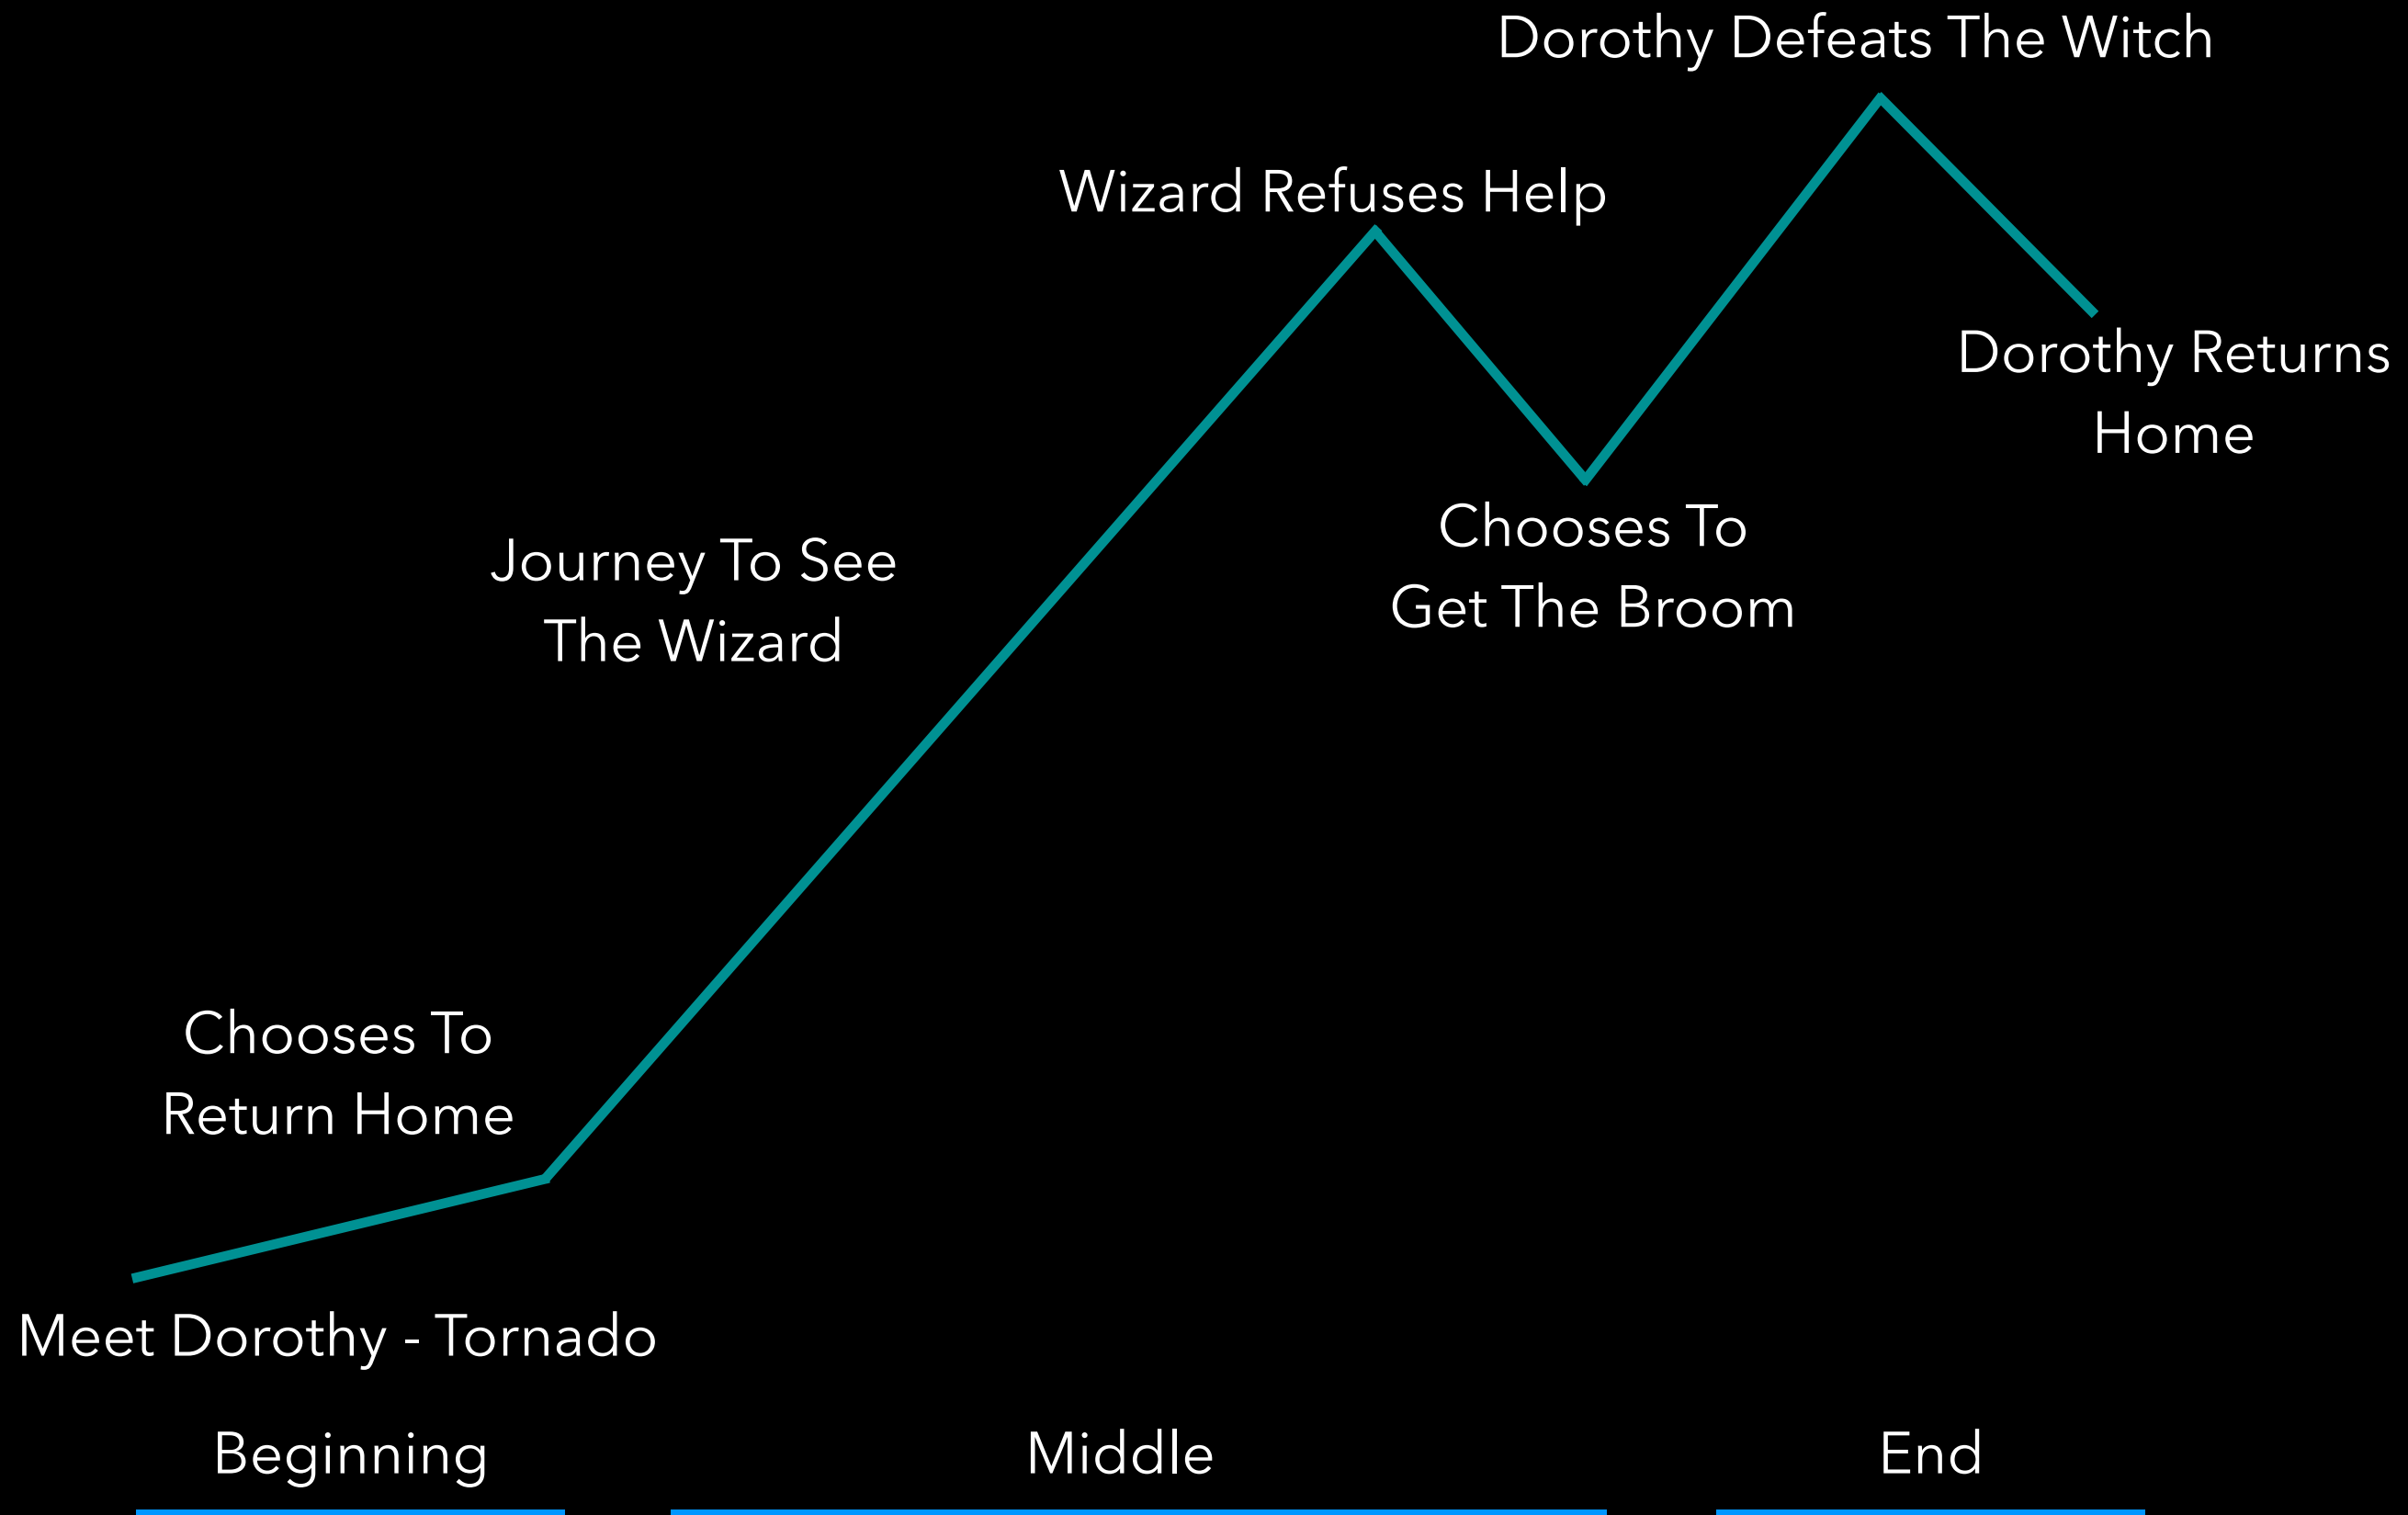 Dorothy Defeats The Witch
Wizard Refuses Help
Dorothy Returns
Home
Chooses To
Get The Broom
Journey To See
The Wizard
Chooses To
Return Home
Meet Dorothy - Tornado
Beginning
Middle
End